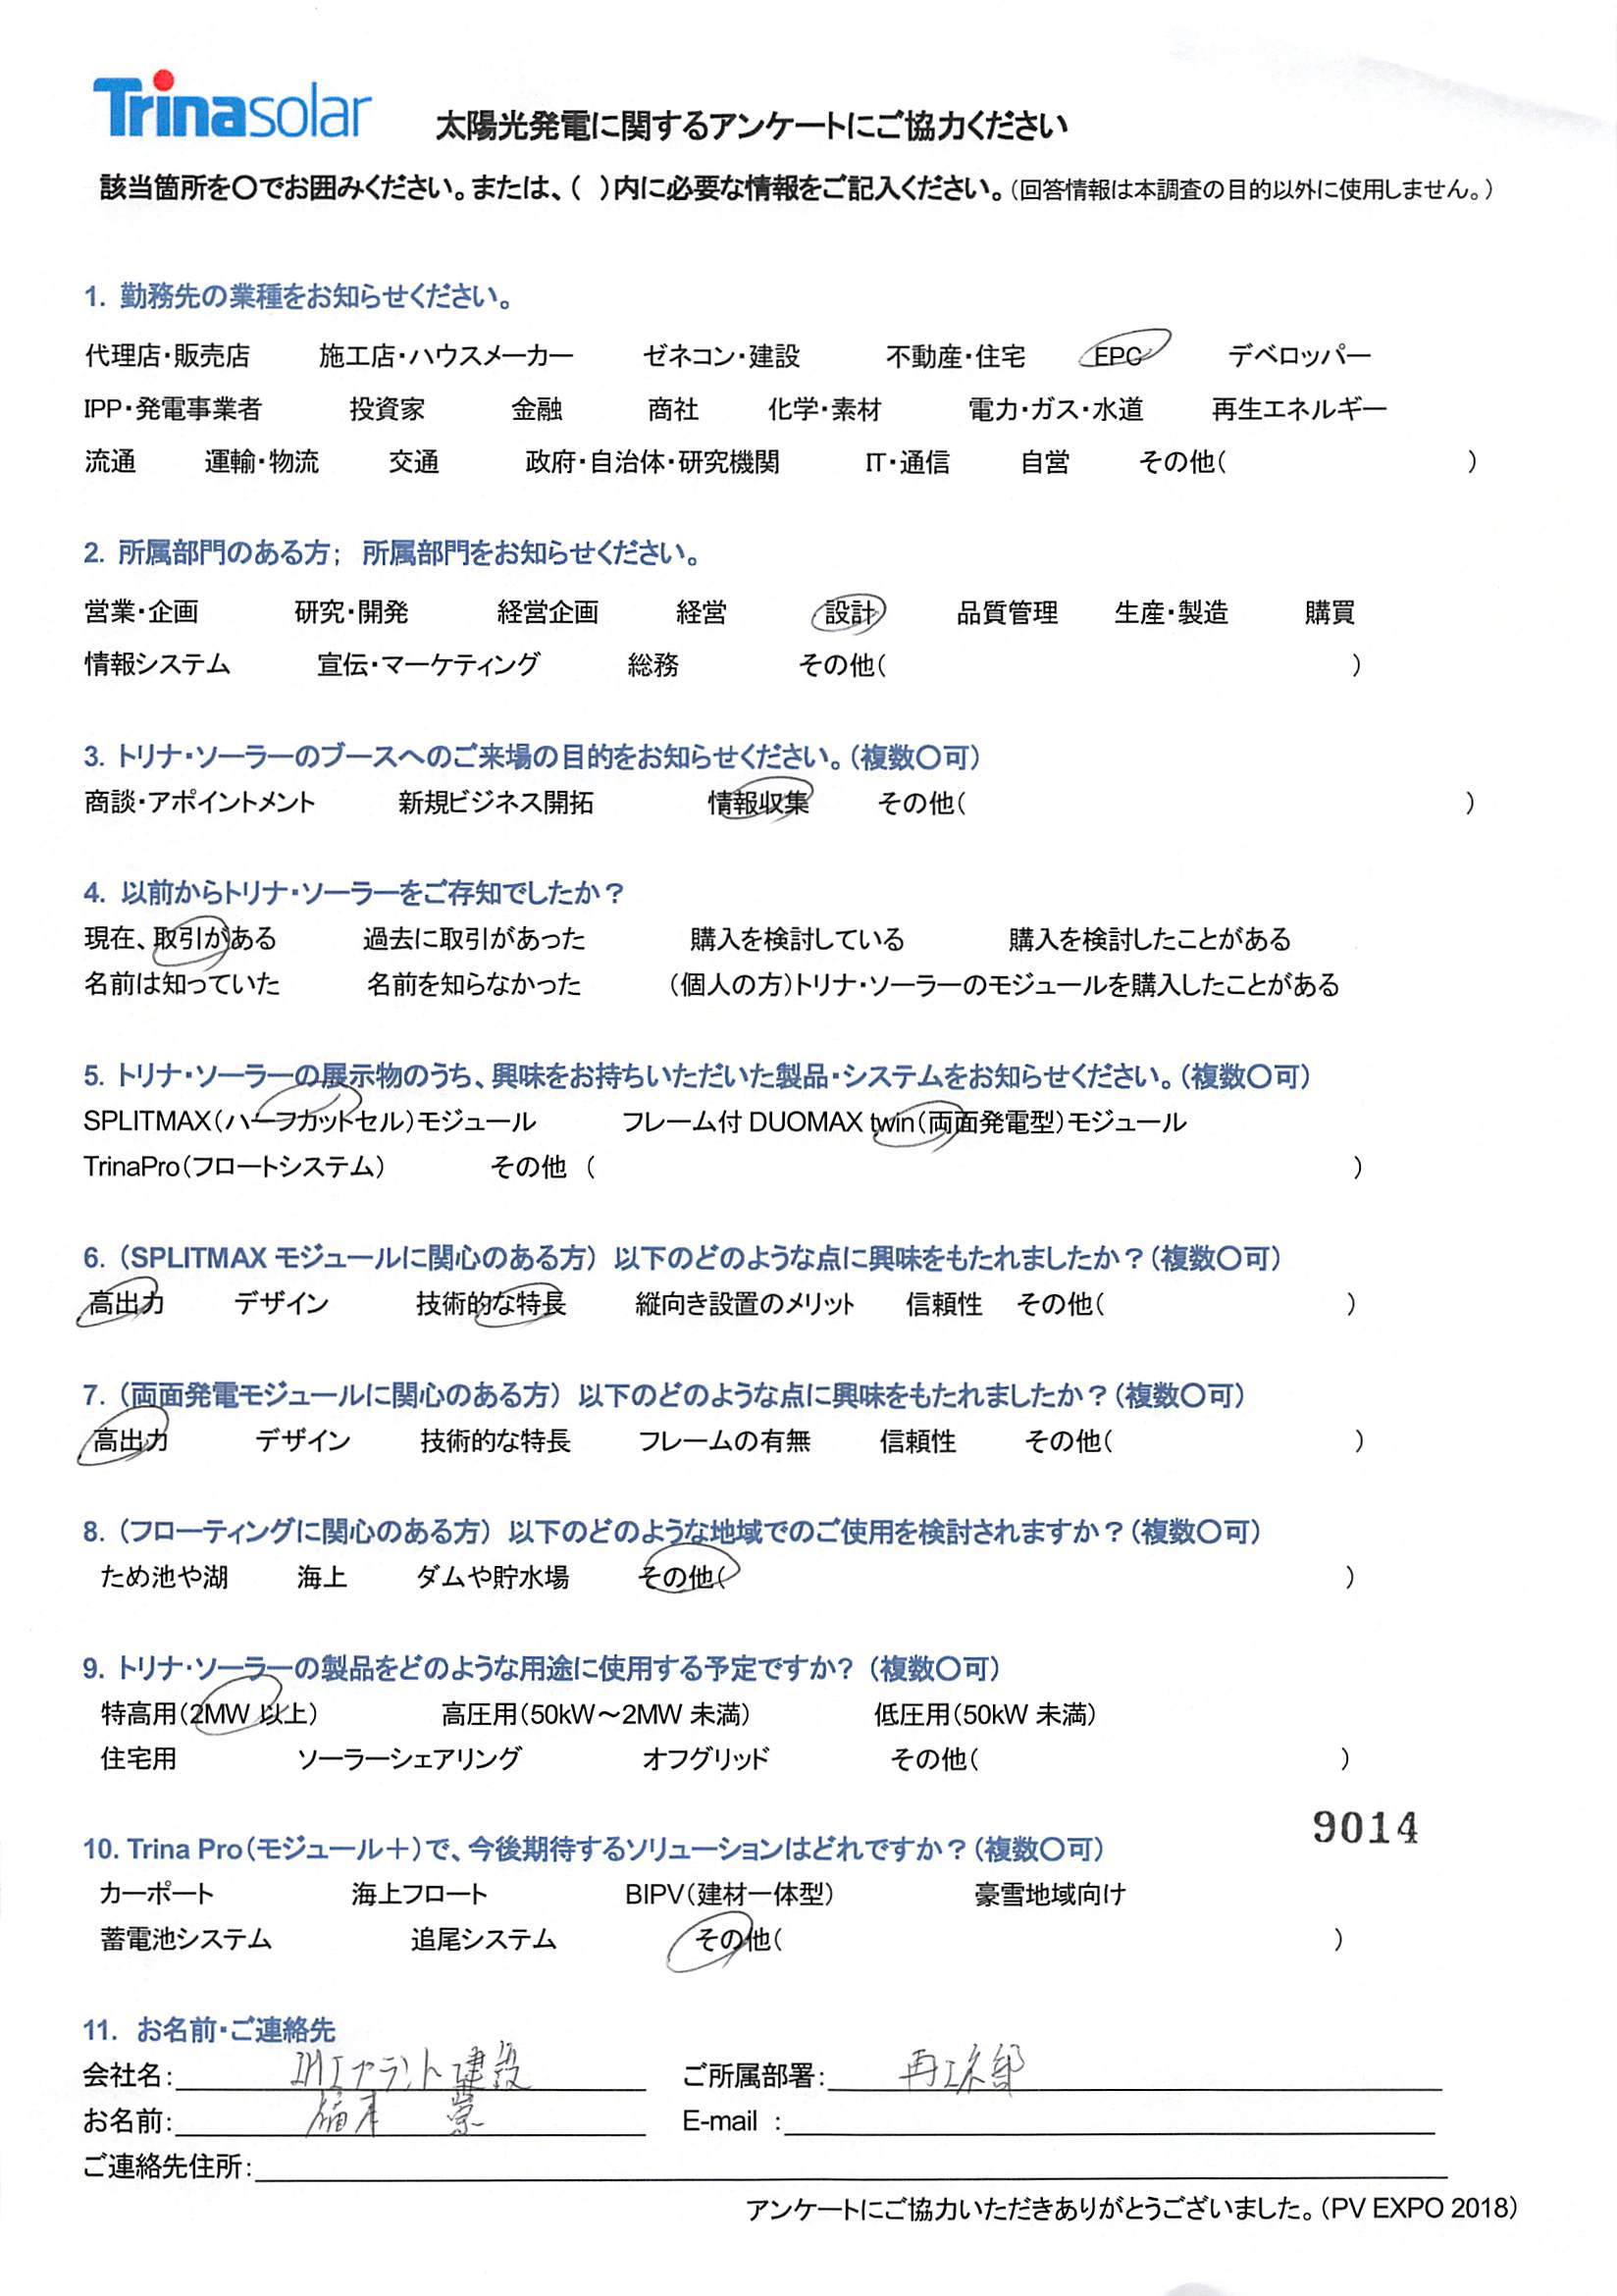 Trinasolar 太陽光発電に関するアンケートにご協力ください
該当箇所を〇でお囲みください。または、( )内に必要な情報をご記入ください。(回答情報は本調査の目的以外に使用しません。)
1. 勤務先の業種をお知らせください。
代理店・販売店 施工店・ハウスメーカー ゼネコン・建設 不動産・住宅 EPC デベロッパー
IPP・発電事業者 投資家 金融 商社 化学・素材 電力・ガス・水道 再生エネルギー
流通 運輸・物流 交通 政府・自治体・研究機関 IT・通信 自営 その他( )
2. 所属部門のある方; 所属部門をお知らせください。
営業・企画 研究・開発 経営企画 経営 設計 品質管理 生産・製造 購買
情報システム 宣伝・マーケティング 総務 その他( )
3. トリナ・ソーラーのブースへのご来場の目的をお知らせください。(複数〇可)
商談・アポイントメント 新規ビジネス開拓 情報収集 その他( )
4. 以前からトリナ・ソーラーをご存知でしたか?
現在、取引がある 過去に取引があった 購入を検討している 購入を検討したことがある
名前は知っていた 名前を知らなかった (個人の方)トリナ・ソーラーのモジュールを購入したことがある
5. トリナ・ソーラーの展示物のうち、興味をお持ちいただいた製品・システムをお知らせください。(複数〇可)
SPLITMAX(ハーフカットセル)モジュール フレーム付 DUOMAX twin(両面発電型)モジュール
TrinaPro(フロートシステム) その他 ( )
6. (SPLITMAX モジュールに関心のある方) 以下のどのような点に興味をもたれましたか?(複数〇可)
高出力 デザイン 技術的な特長 縦向き設置のメリット 信頼性 その他( )
7. (両面発電モジュールに関心のある方) 以下のどのような点に興味をもたれましたか?(複数〇可)
高出力 デザイン 技術的な特長 フレームの有無 信頼性 その他( )
8. (フローティングに関心のある方) 以下のどのような地域でのご使用を検討されますか?(複数〇可)
ため池や湖 海上 ダムや貯水場 その他( )
9. トリナ・ソーラーの製品をどのような用途に使用する予定ですか? (複数〇可)
特高用(2MW 以上) 高圧用(50kW～2MW 未満) 低圧用(50kW 未満)
住宅用 ソーラーシェアリング オフグリッド その他( )
9014
10. Trina Pro(モジュール+)で、今後期待するソリューションはどれですか?(複数〇可)
カーポート 海上フロート BIPV(建材一体型) 豪雪地域向け
蓄電池システム 追尾システム その他( )
11. お名前・ご連絡先
会社名: IHIプラント建設 ご所属部署: 再エネ部
お名前: E-mail :
ご連絡先住所:
アンケートにご協力いただきありがとうございました。(PV EXPO 2018)